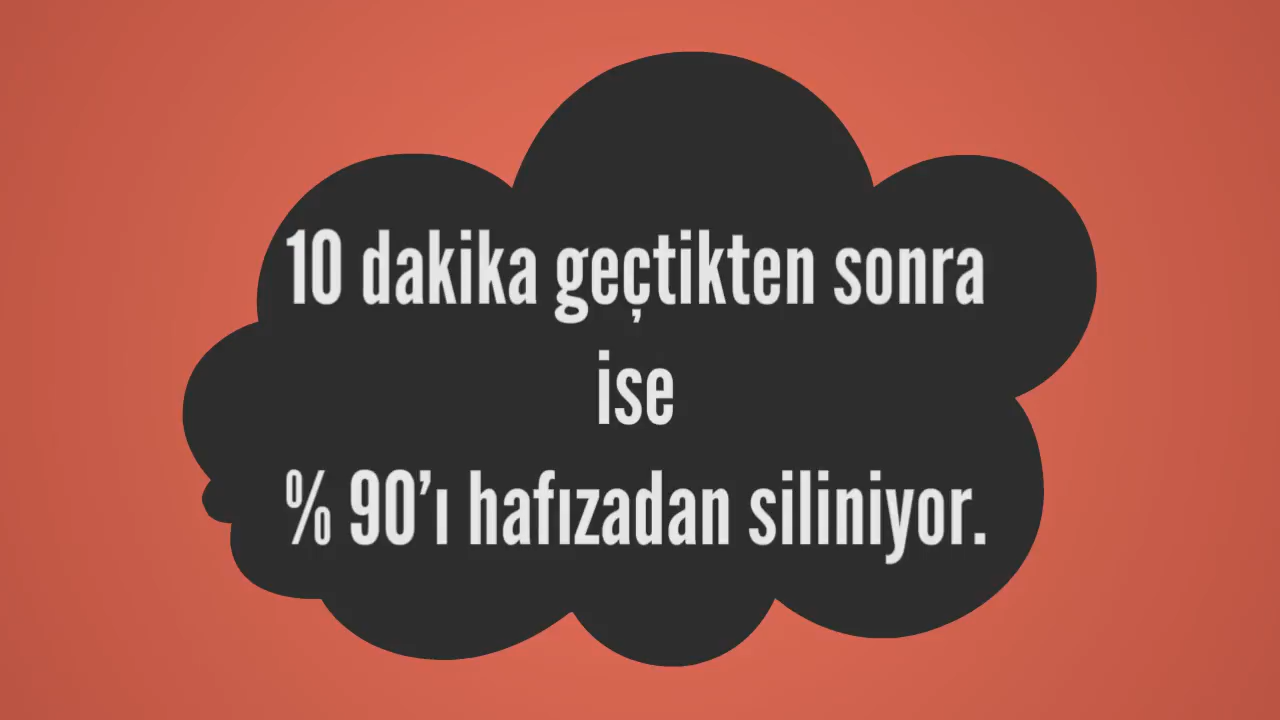 10 dakika geçtikten sonra
ise
% 90’ı hafızadan siliniyor.